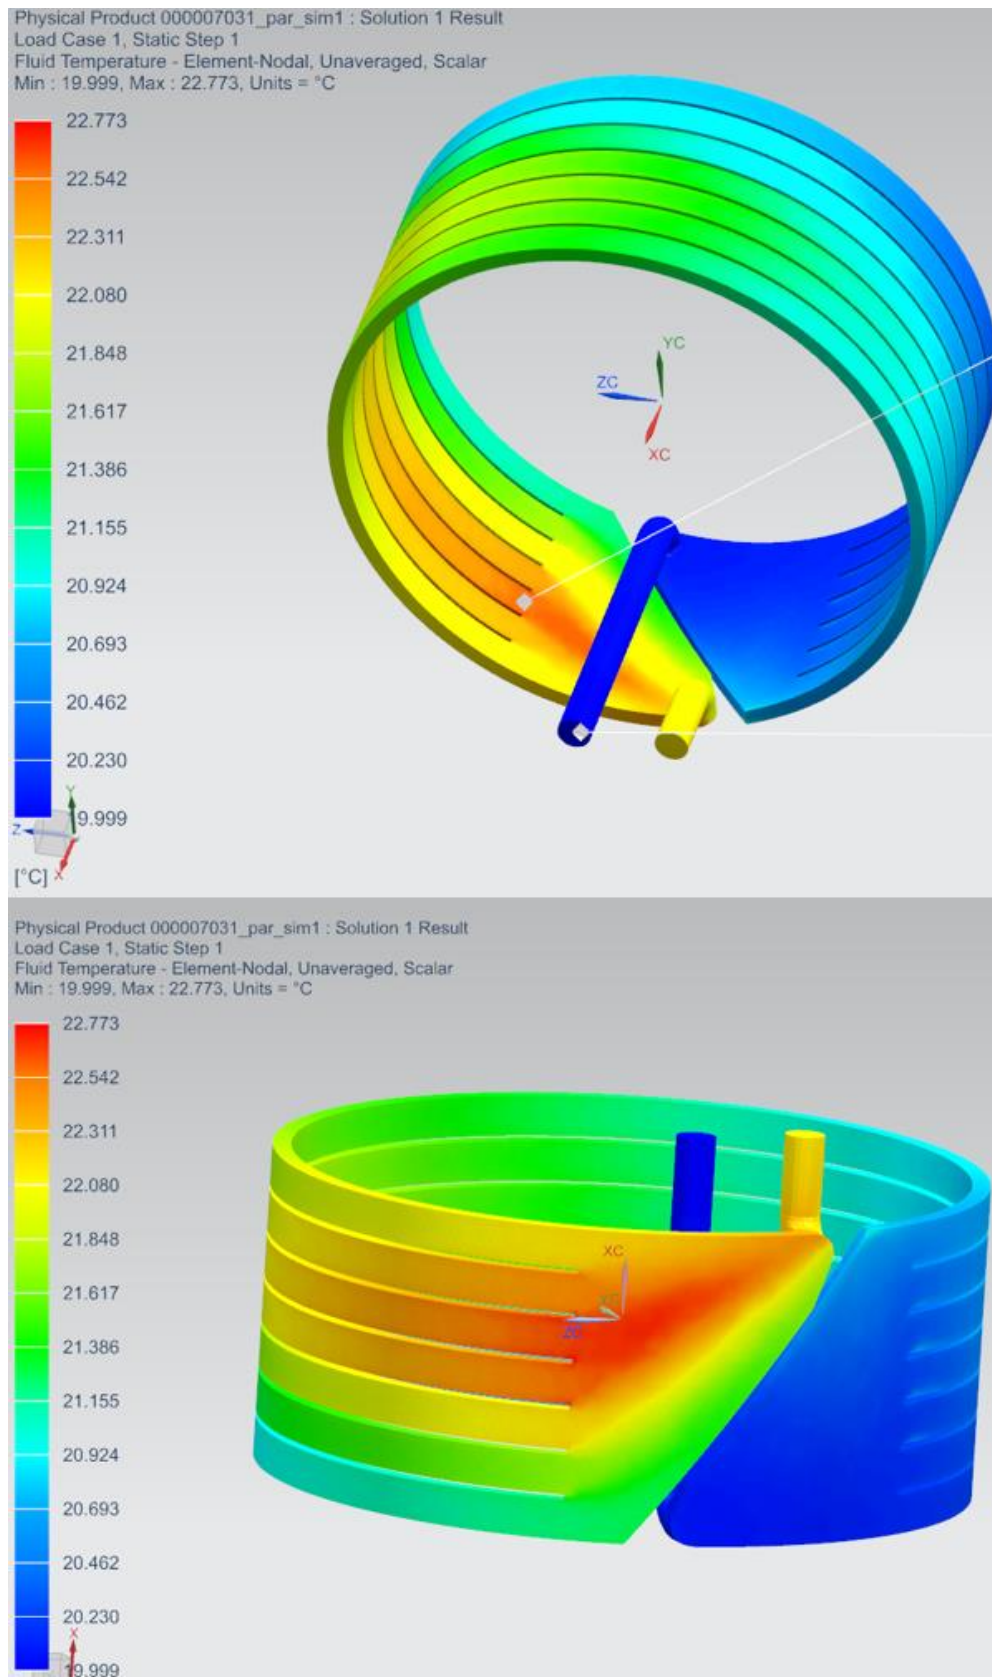 Physical Product 000007031_par_sim1 : Solution 1 Result
Load Case 1, Static Step 1
Fluid Temperature - Element-Nodal, Unaveraged, Scalar
Min : 19.999, Max : 22.773, Units = °C
22.773
22.542
22.311
22.080
21.848
21.617
21.386
21.155
20.924
20.693
20.462
20.230
9.999
[°C]
YC
ZC
XC
Y
Z
X
Physical Product 000007031_par_sim1 : Solution 1 Result
Load Case 1, Static Step 1
Fluid Temperature - Element-Nodal, Unaveraged, Scalar
Min : 19.999, Max : 22.773, Units = °C
22.773
22.542
22.311
22.080
21.848
21.617
21.386
21.155
20.924
20.693
20.462
20.230
19.999
XC
YC
ZC
X